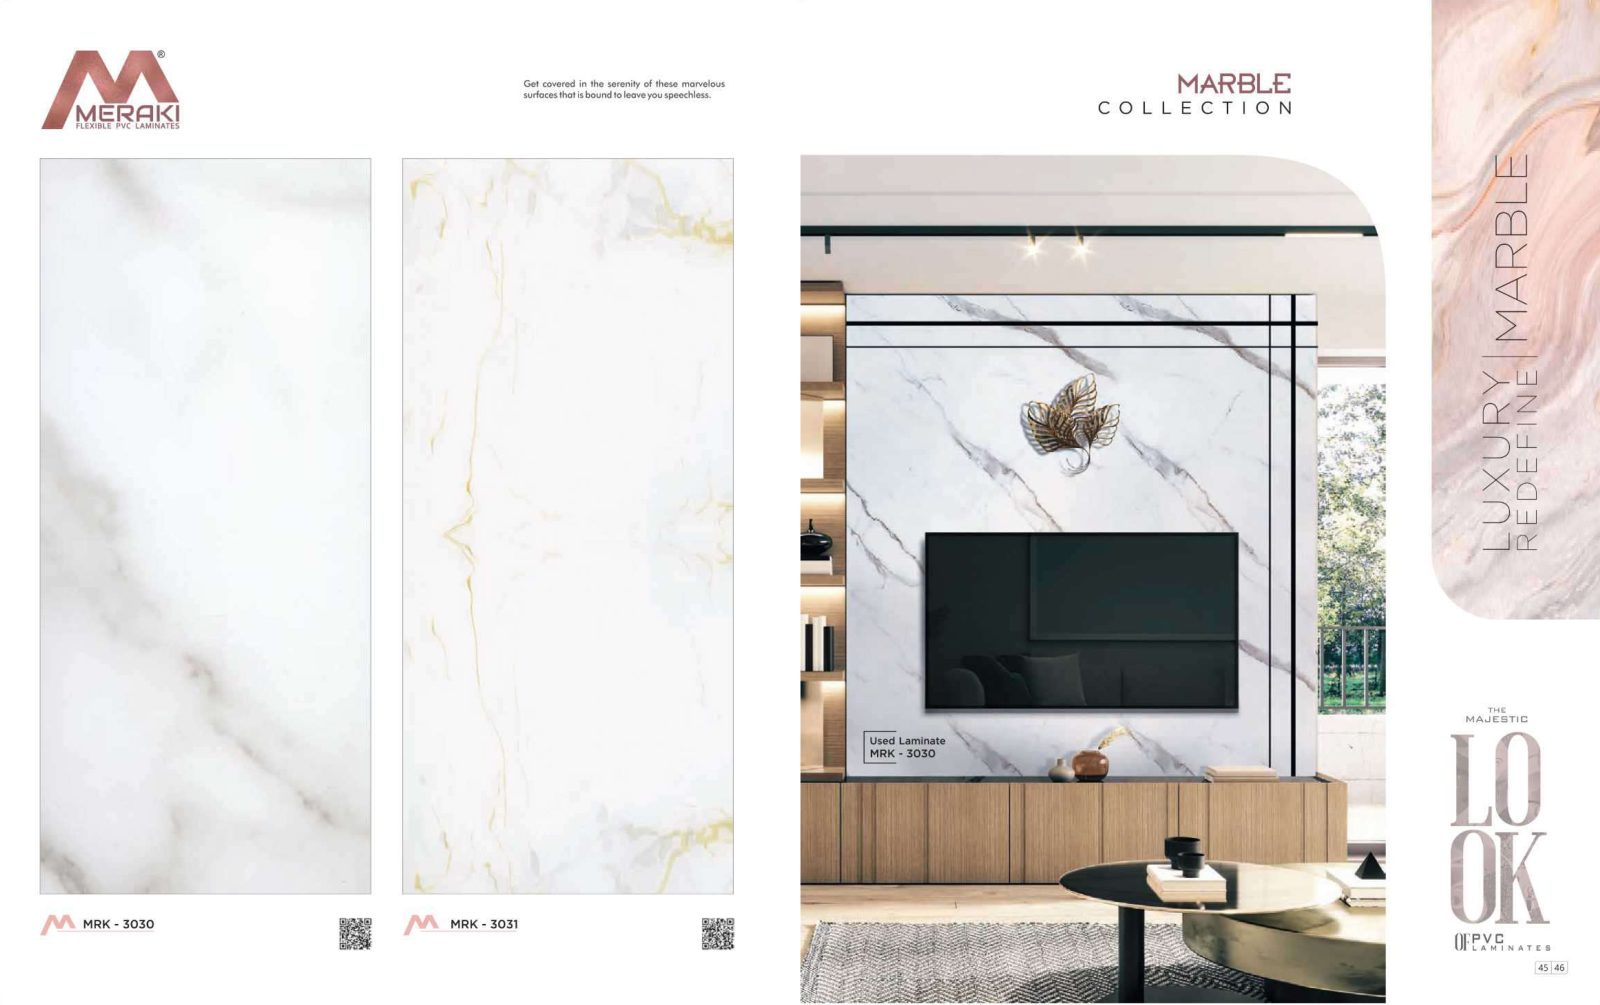 MERAKI®
FLEXIBLE PVC LAMINATES
Get covered in the serenity of these marvelous
surfaces that is bound to leave you speechless.
MRK - 3030
MRK - 3031
MARBLE
COLLECTION
Used Laminate
MRK - 3030
LUXURY | MARBLE
REDEFINE |
THE
MAJESTIC
LO
OK
OF PVC
LAMINATES
45 46